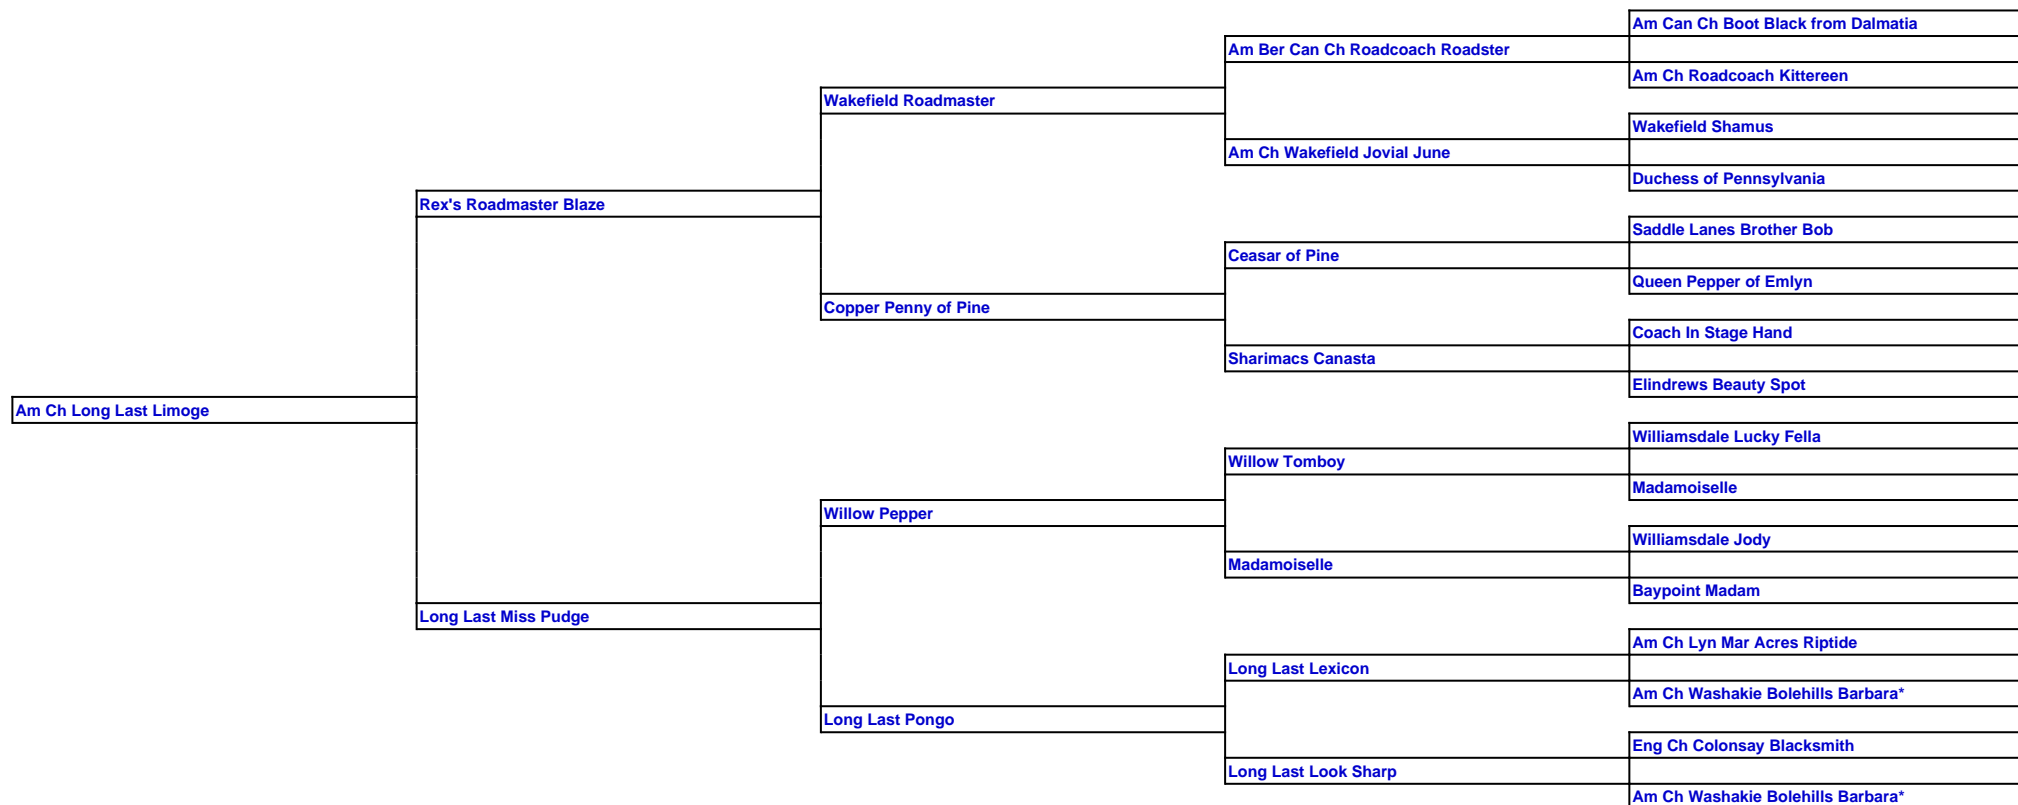 Am Can Ch Boot Black from Dalmatia
Am Ber Can Ch Roadcoach Roadster
Am Ch Roadcoach Kittereen
Wakefield Roadmaster
Wakefield Shamus
Am Ch Wakefield Jovial June
Duchess of Pennsylvania
Rex's Roadmaster Blaze
Saddle Lanes Brother Bob
Ceasar of Pine
Queen Pepper of Emlyn
Copper Penny of Pine
Coach In Stage Hand
Sharimacs Canasta
Elindrews Beauty Spot
Am Ch Long Last Limoge
Williamsdale Lucky Fella
Willow Tomboy
Madamoiselle
Willow Pepper
Williamsdale Jody
Madamoiselle
Baypoint Madam
Long Last Miss Pudge
Am Ch Lyn Mar Acres Riptide
Long Last Lexicon
Am Ch Washakie Bolehills Barbara*
Long Last Pongo
Eng Ch Colonsay Blacksmith
Long Last Look Sharp
Am Ch Washakie Bolehills Barbara*